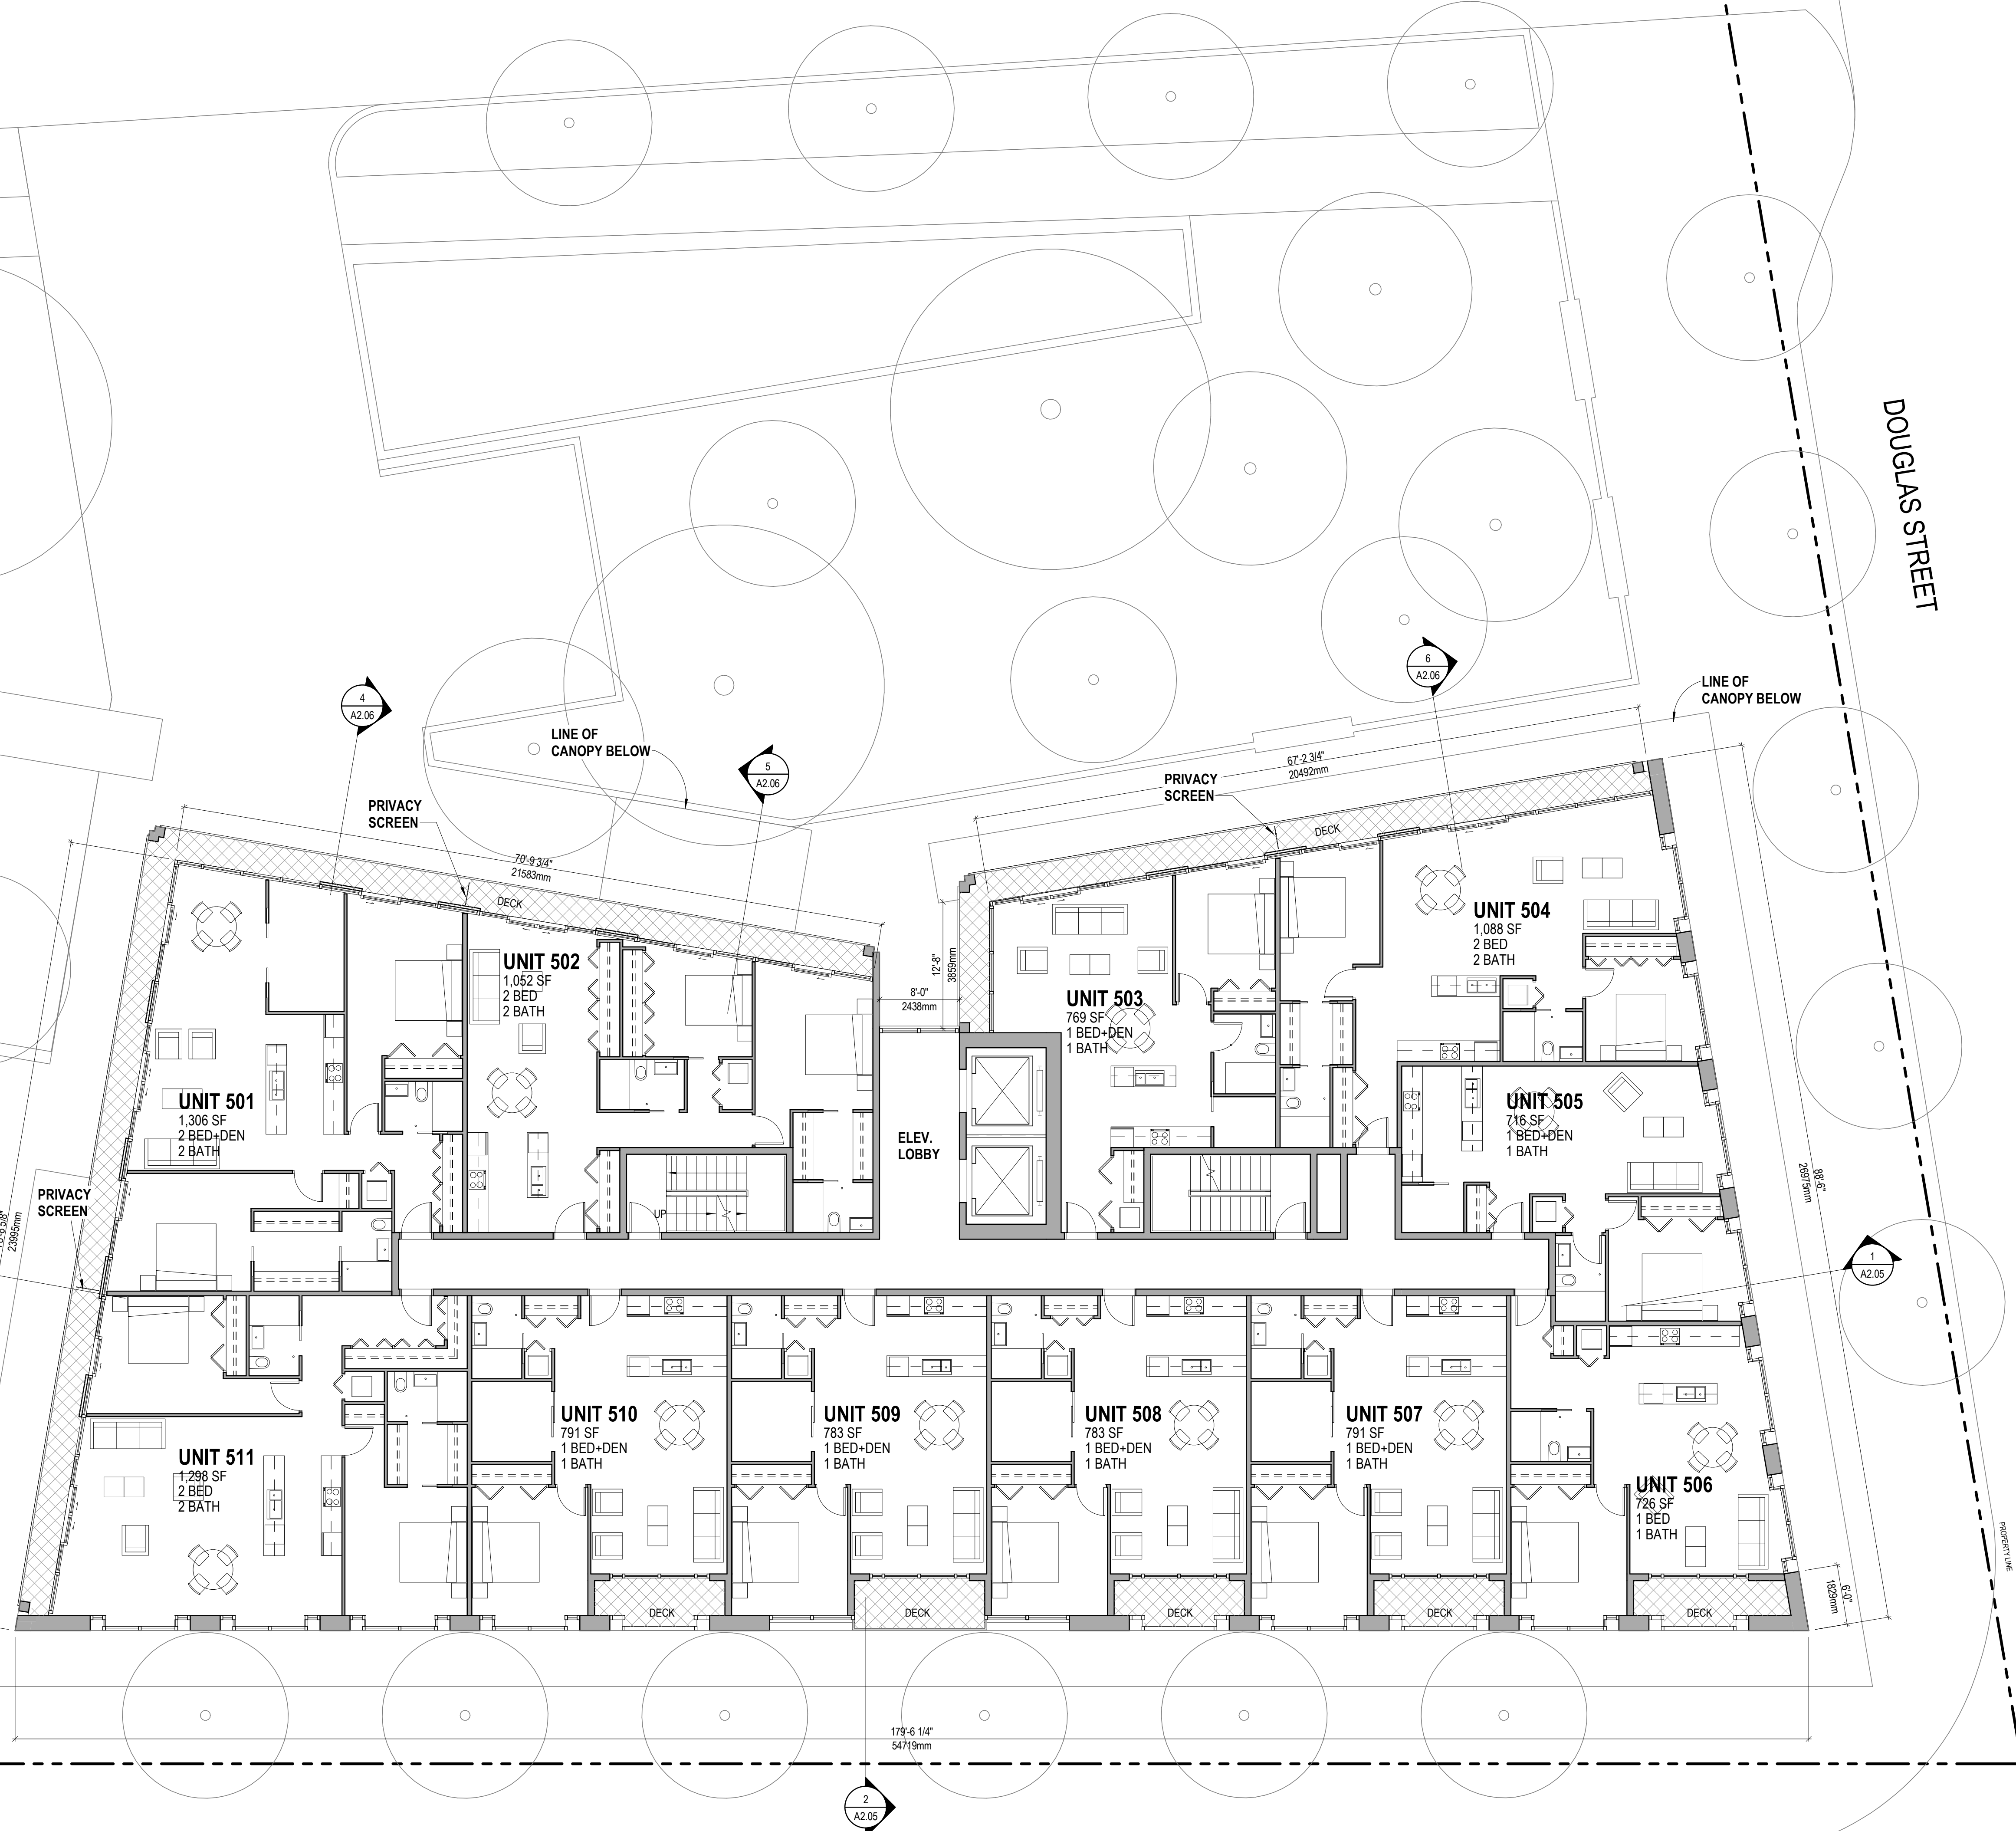 DOUGLAS STREET
6
A2.06
LINE OF
CANOPY BELOW
4
A2.06
LINE OF
CANOPY BELOW
5
A2.06
67'-2 3/4"
20492mm
PRIVACY
SCREEN
PRIVACY
SCREEN
DECK
70'-9 3/4"
21583mm
DECK
UNIT 504
1,088 SF
2 BED
2 BATH
UNIT 502
1,052 SF
2 BED
2 BATH
12'-8"
3859mm
8'-0"
2438mm
UNIT 503
769 SF
1 BED+DEN
1 BATH
UNIT 501
1,306 SF
2 BED+DEN
2 BATH
UNIT 505
716 SF
1 BED+DEN
1 BATH
ELEV.
LOBBY
88'-6"
26975mm
PRIVACY
SCREEN
23995mm
UP
1
A2.05
UNIT 510
791 SF
1 BED+DEN
1 BATH
UNIT 509
783 SF
1 BED+DEN
1 BATH
UNIT 508
783 SF
1 BED+DEN
1 BATH
UNIT 507
791 SF
1 BED+DEN
1 BATH
UNIT 511
1,298 SF
2 BED
2 BATH
UNIT 506
726 SF
1 BED
1 BATH
PROPERTY LINE
6'-0"
1829mm
DECK
DECK
DECK
DECK
DECK
179'-6 1/4"
54719mm
2
A2.05